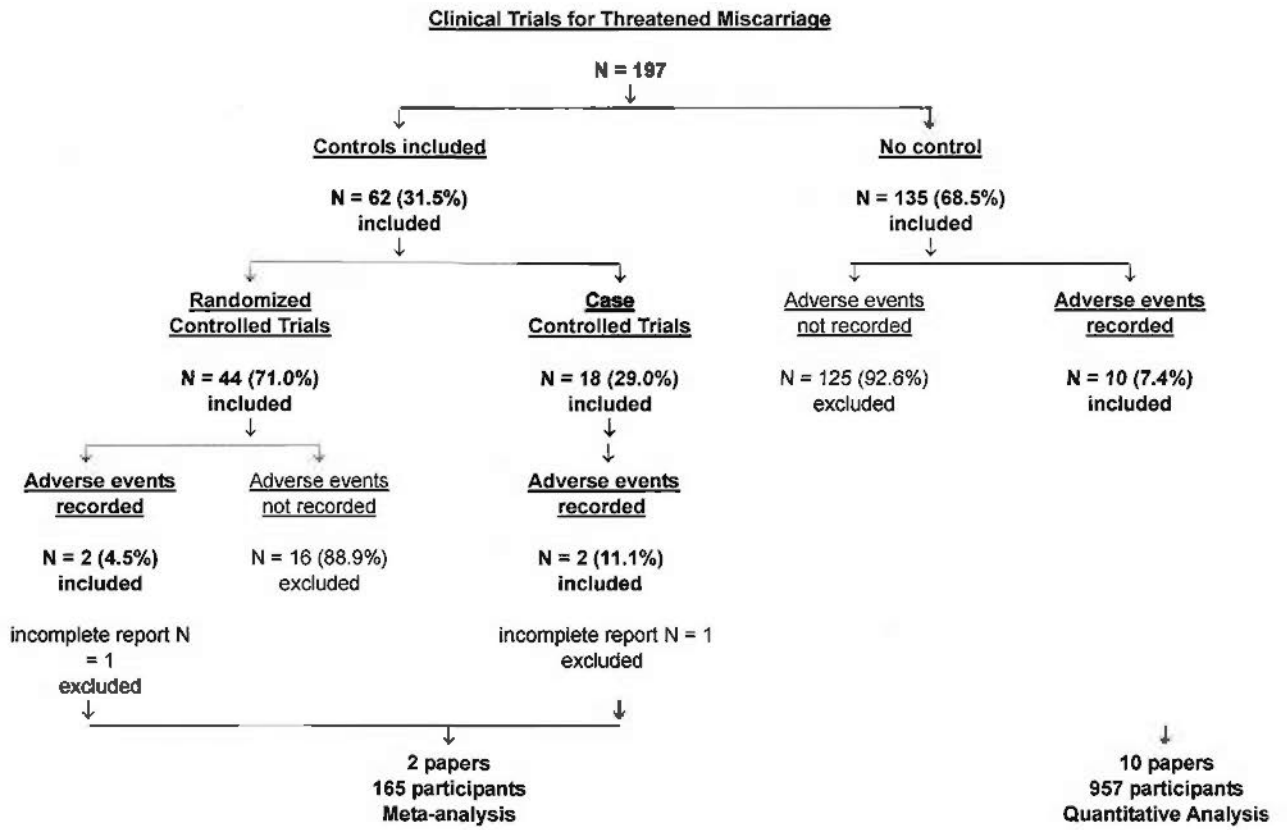 Clinical Trials for Threatened Miscarriage
N = 197
Controls included
N = 62 (31.5%)
included
No control
N = 135 (68.5%)
included
Randomized
Controlled Trials
N = 44 (71.0%)
included
Case
Controlled Trials
N = 18 (29.0%)
included
Adverse events
not recorded
N = 125 (92.6%)
excluded
Adverse events
recorded
N = 10 (7.4%)
included
Adverse events
recorded
N = 2 (4.5%)
included
incomplete report N
= 1
excluded
Adverse events
not recorded
N = 16 (88.9%)
excluded
Adverse events
recorded
N = 2 (11.1%)
included
incomplete report N = 1
excluded
2 papers
165 participants
Meta-analysis
10 papers
957 participants
Quantitative Analysis